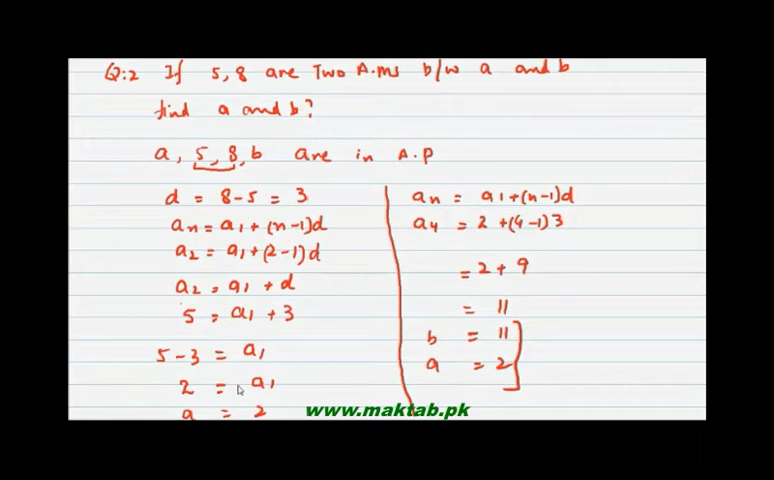 Q:2 If 5,8 are Two A.ms b/w a and b
find a and b?
a, 5, 8, b are in A.P
d = 8-5 = 3
an = a1 + (n-1)d
a2 = a1 + (2-1)d
a2 = a1 + d
5 = a1 + 3
5-3 = a1
2 = a1
a = 2
an = a1 + (n-1)d
a4 = 2 + (4-1)3
= 2 + 9
= 11
b = 11
a = 2
www.maktab.pk